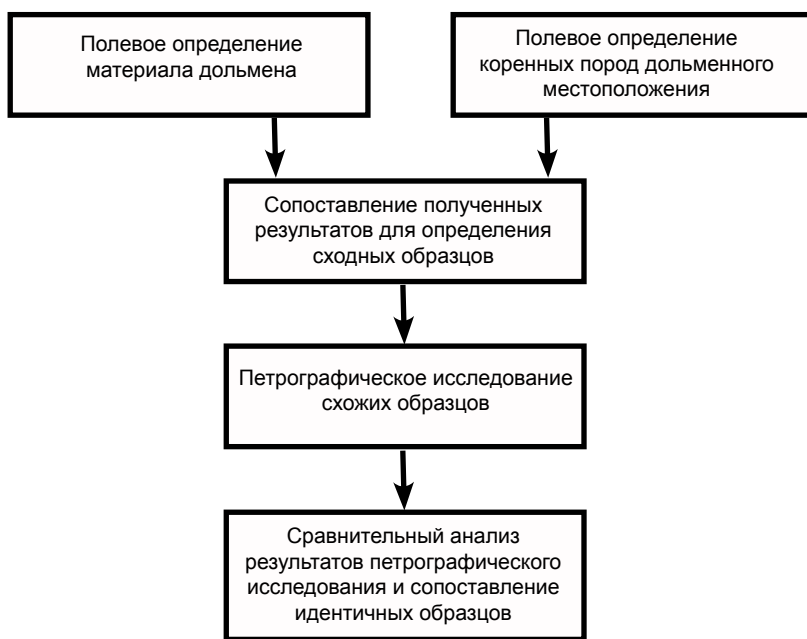 Полевое определение
материала дольмена
Полевое определение
коренных пород дольменного
местоположения
Сопоставление полученных
результатов для определения
сходных образцов
Петрографическое исследование
схожих образцов
Сравнительный анализ
результатов петрографического
исследования и сопоставление
идентичных образцов